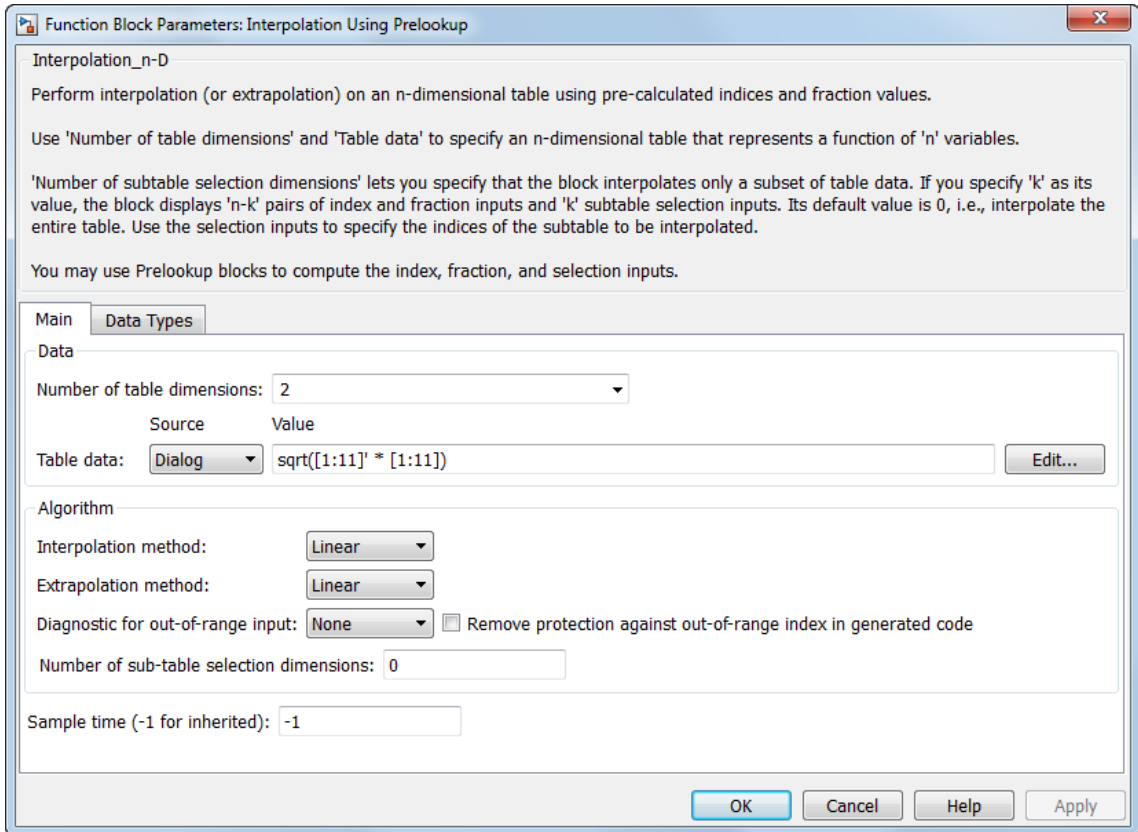 Function Block Parameters: Interpolation Using Prelookup
Interpolation_n-D
Perform interpolation (or extrapolation) on an n-dimensional table using pre-calculated indices and fraction values.
Use 'Number of table dimensions' and 'Table data' to specify an n-dimensional table that represents a function of 'n' variables.
'Number of subtable selection dimensions' lets you specify that the block interpolates only a subset of table data. If you specify 'k' as its
value, the block displays 'n-k' pairs of index and fraction inputs and 'k' subtable selection inputs. Its default value is 0, i.e., interpolate the
entire table. Use the selection inputs to specify the indices of the subtable to be interpolated.
You may use Prelookup blocks to compute the index, fraction, and selection inputs.
Main Data Types
Data
Number of table dimensions: 2
Source Value
Table data: Dialog sqrt([1:11]' * [1:11]) Edit...
Algorithm
Interpolation method: Linear
Extrapolation method: Linear
Diagnostic for out-of-range input: None Remove protection against out-of-range index in generated code
Number of sub-table selection dimensions: 0
Sample time (-1 for inherited): -1
OK Cancel Help Apply